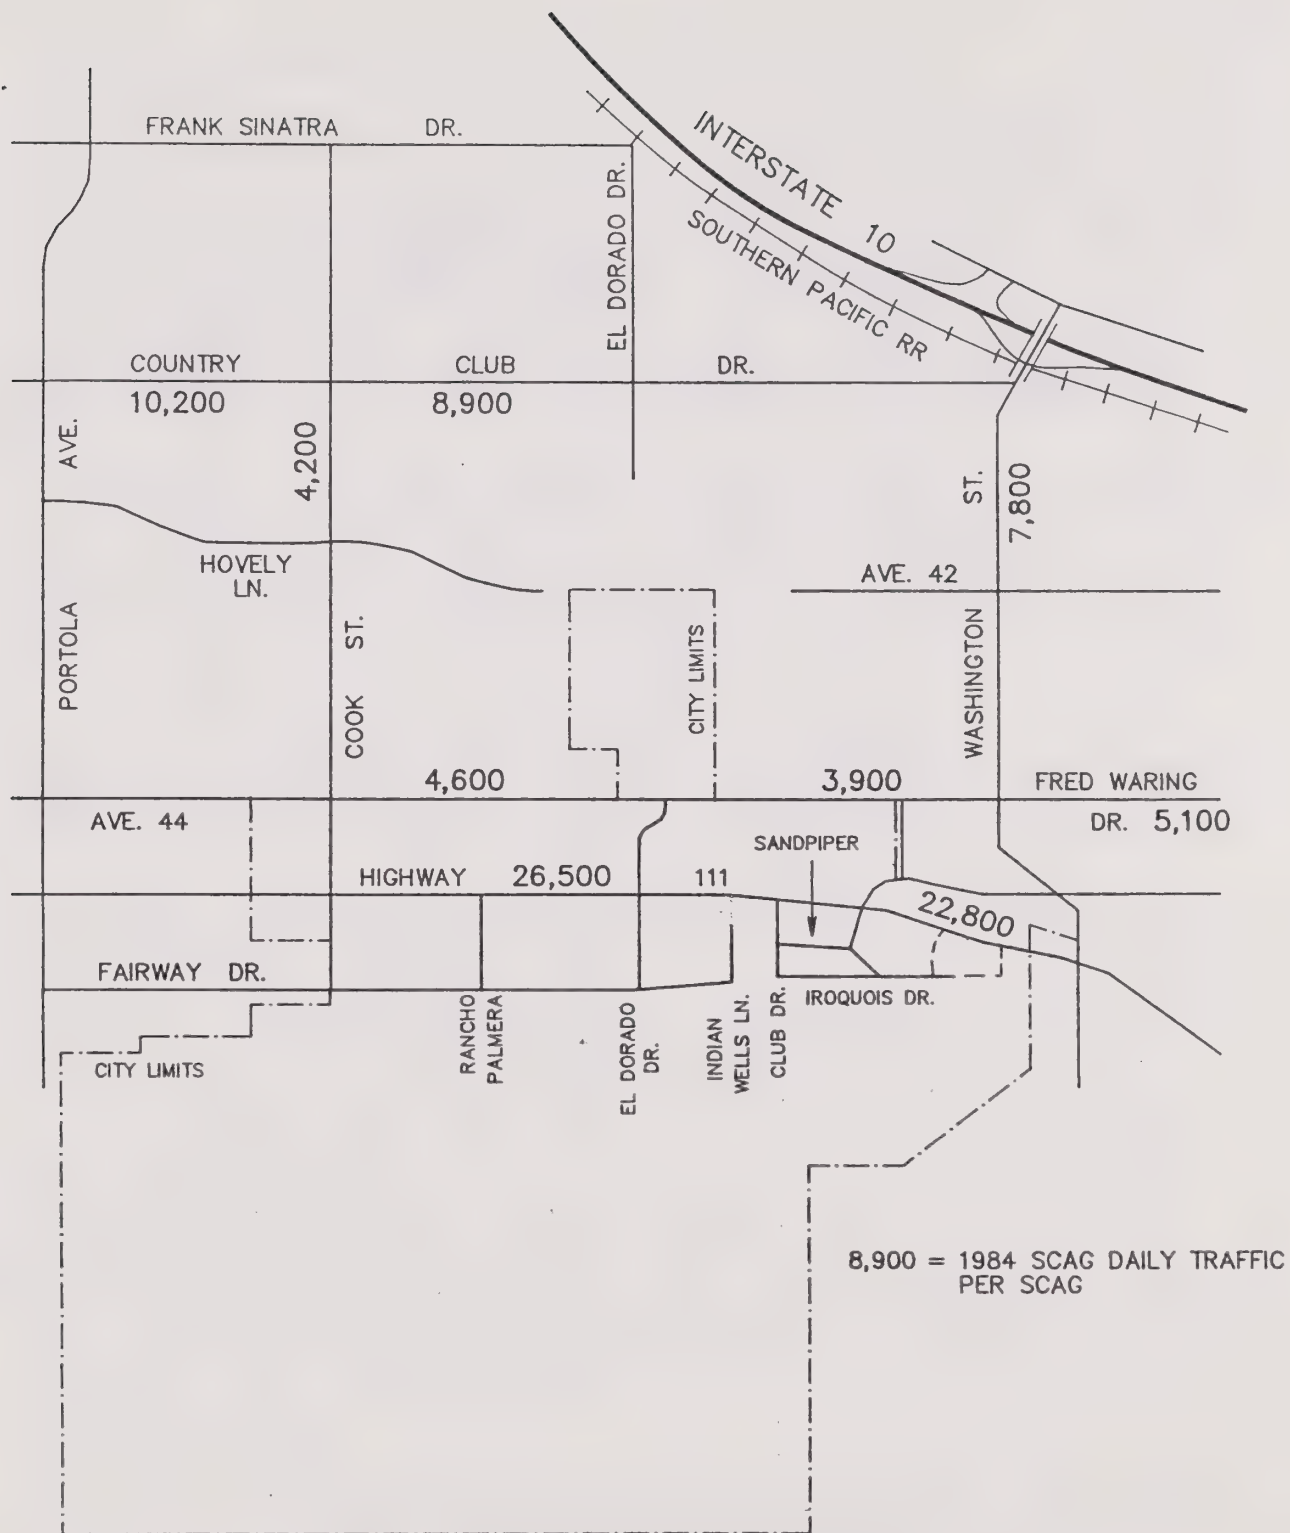 FRANK SINATRA DR.
INTERSTATE 10
SOUTHERN PACIFIC RR
EL DORADO DR.
COUNTRY CLUB DR.
10,200
8,900
AVE.
4,200
ST.
7,800
HOVELY
LN.
AVE. 42
PORTOLA
COOK ST.
CITY LIMITS
WASHINGTON
4,600
3,900
FRED WARING
AVE. 44
DR. 5,100
SANDPIPER
HIGHWAY 26,500 111
22,800
FAIRWAY DR.
IROQUOIS DR.
RANCHO
PALMERA
EL DORADO
DR.
INDIAN
WELLS LN.
CLUB DR.
CITY LIMITS
8,900 = 1984 SCAG DAILY TRAFFIC
PER SCAG